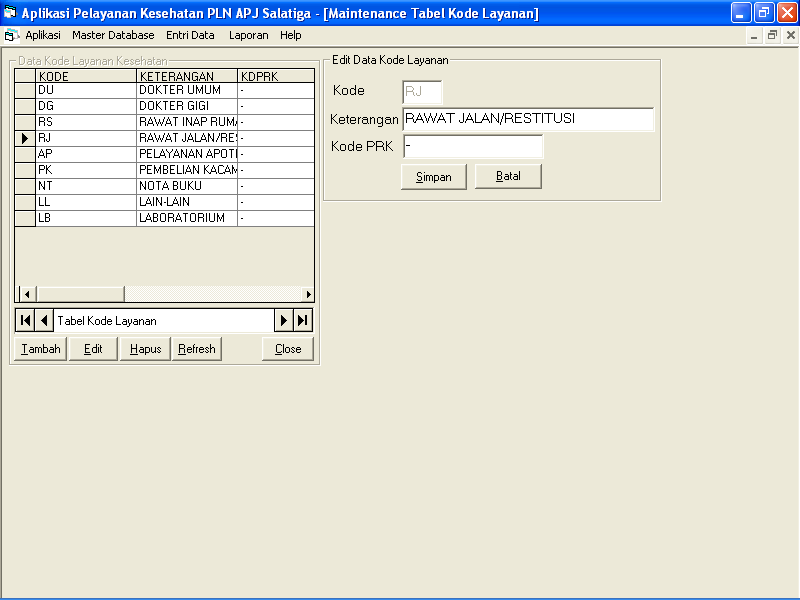 Aplikasi Pelayanan Kesehatan PLN APJ Salatiga - [Maintenance Tabel Kode Layanan]
Aplikasi Master Database Entri Data Laporan Help
Data Kode Layanan Kesehatan
KODE KETERANGAN KDPRK
DU DOKTER UMUM -
DG DOKTER GIGI -
RS RAWAT INAP RUMA -
RJ RAWAT JALAN/RES -
AP PELAYANAN APOTI -
PK PEMBELIAN KACAM -
NT NOTA BUKU -
LL LAIN-LAIN -
LB LABORATORIUM -
Tabel Kode Layanan
Tambah Edit Hapus Refresh Close
Edit Data Kode Layanan
Kode RJ
Keterangan RAWAT JALAN/RESTITUSI
Kode PRK -
Simpan Batal